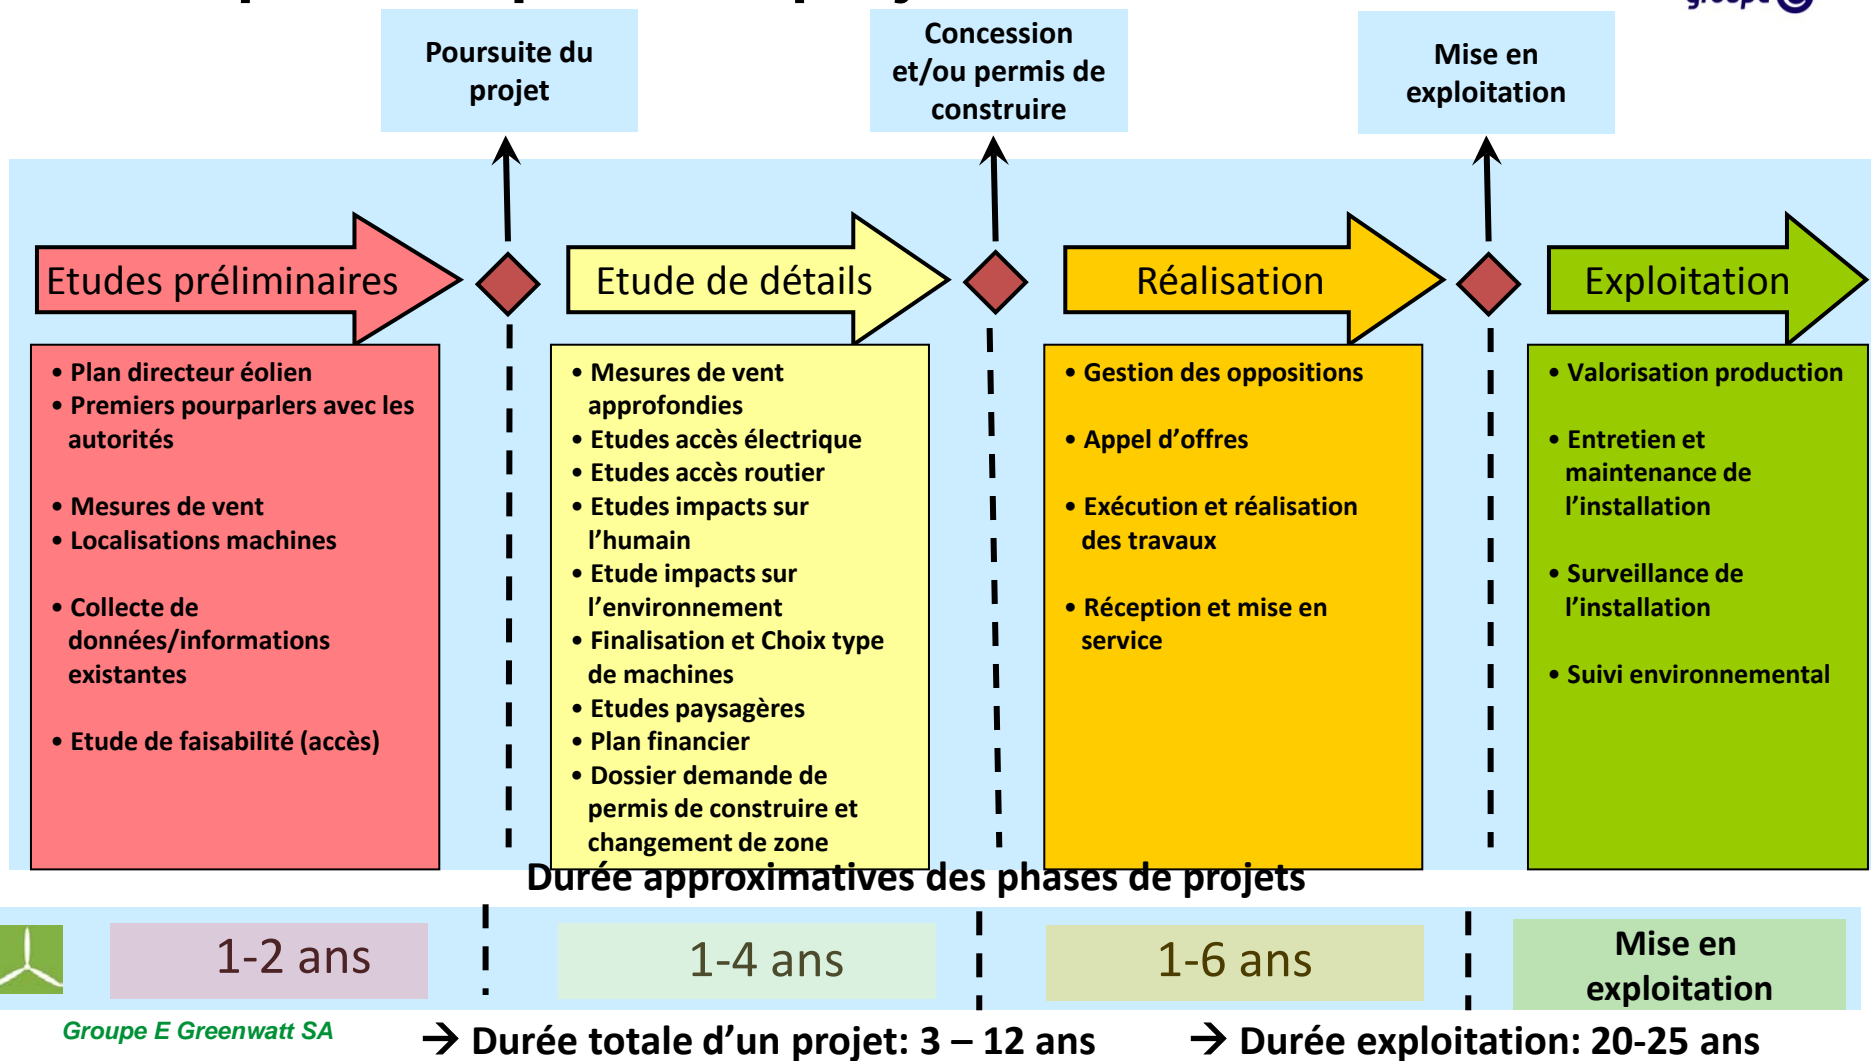 groupe e
Poursuite du
projet
Concession
et/ou permis de
construire
Mise en
exploitation
Etudes préliminaires
Etude de détails
Réalisation
Exploitation
• Plan directeur éolien
• Premiers pourparlers avec les
autorités
• Mesures de vent
• Localisations machines
• Collecte de
données/informations
existantes
• Etude de faisabilité (accès)
• Mesures de vent
approfondies
• Etudes accès électrique
• Etudes accès routier
• Etudes impacts sur
l'humain
• Etude impacts sur
l'environnement
• Finalisation et Choix type
de machines
• Etudes paysagères
• Plan financier
• Dossier demande de
permis de construire et
changement de zone
• Gestion des oppositions
• Appel d'offres
• Exécution et réalisation
des travaux
• Réception et mise en
service
• Valorisation production
• Entretien et
maintenance de
l'installation
• Surveillance de
l'installation
• Suivi environnemental
Durée approximatives des phases de projets
1-2 ans
1-4 ans
1-6 ans
Mise en
exploitation
Groupe E Greenwatt SA
→ Durée totale d'un projet: 3 – 12 ans
→ Durée exploitation: 20-25 ans